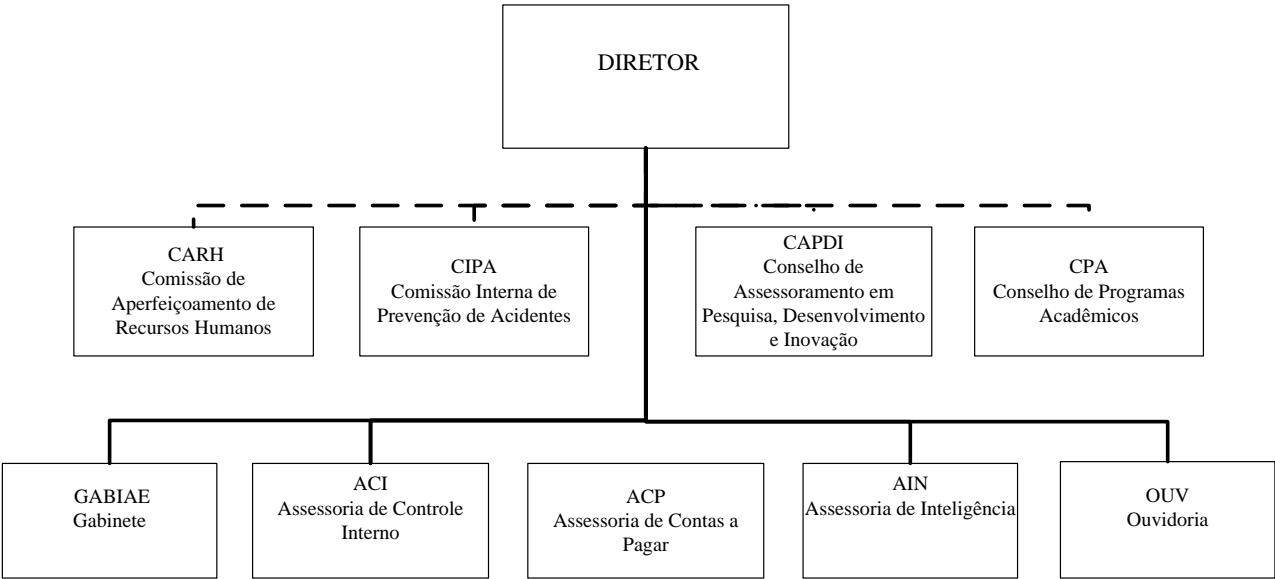 DIRETOR
CARH
Comissão de
Aperfeiçoamento de
Recursos Humanos
CIPA
Comissão Interna de
Prevenção de Acidentes
CAPDI
Conselho de
Assessoramento em
Pesquisa, Desenvolvimento
e Inovação
CPA
Conselho de Programas
Acadêmicos
GABIAE
Gabinete
ACI
Assessoria de Controle
Interno
ACP
Assessoria de Contas a
Pagar
AIN
Assessoria de Inteligência
OUV
Ouvidoria